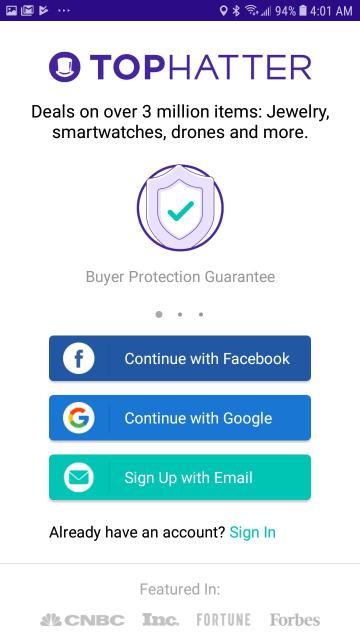 94% 4:01 AM
TOPHATTER
Deals on over 3 million items: Jewelry,
smartwatches, drones and more.
Buyer Protection Guarantee
Continue with Facebook
Continue with Google
Sign Up with Email
Already have an account? Sign In
Featured In:
CNBC Inc. FORTUNE Forbes